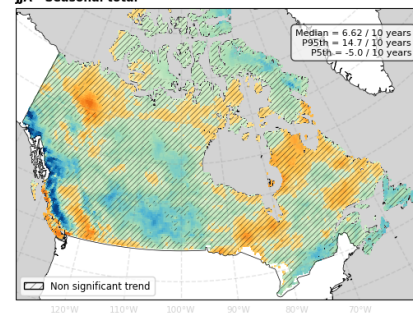 JJA - Seasonal total
Median = 6.62 / 10 years
P95th = 14.7 / 10 years
P5th = -5.0 / 10 years
Non significant trend
120°W 110°W 100°W 90°W 80°W 70°W